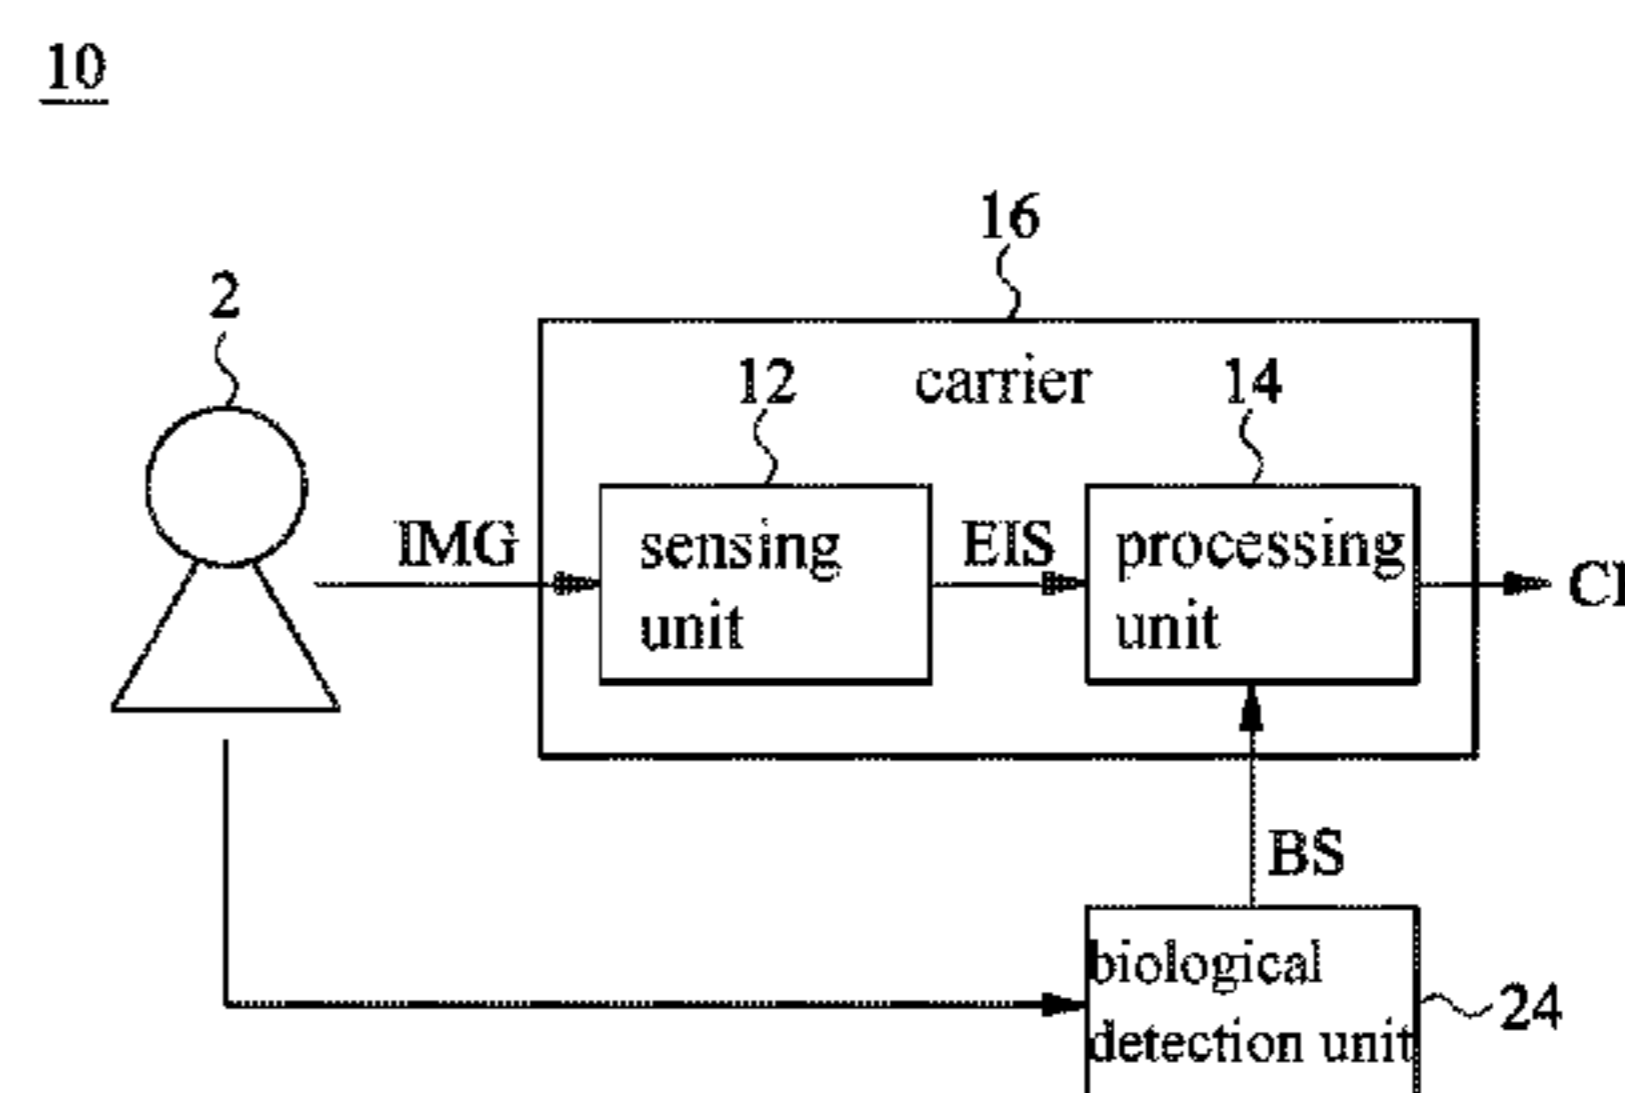 10
16
2
12
carrier
14
IMG
sensing
unit
EIS
processing
unit
BS
biological
detection unit
24